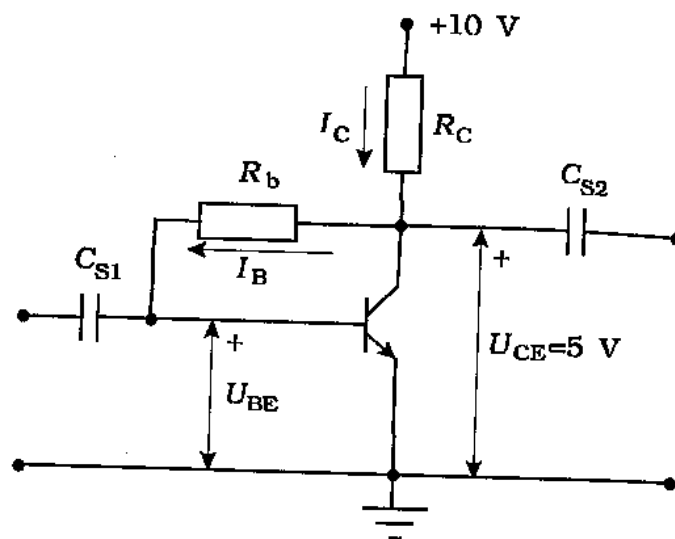 +10 V
I_C
R_C
R_b
C_S2
C_S1
I_B
+
+
U_CE=5 V
U_BE